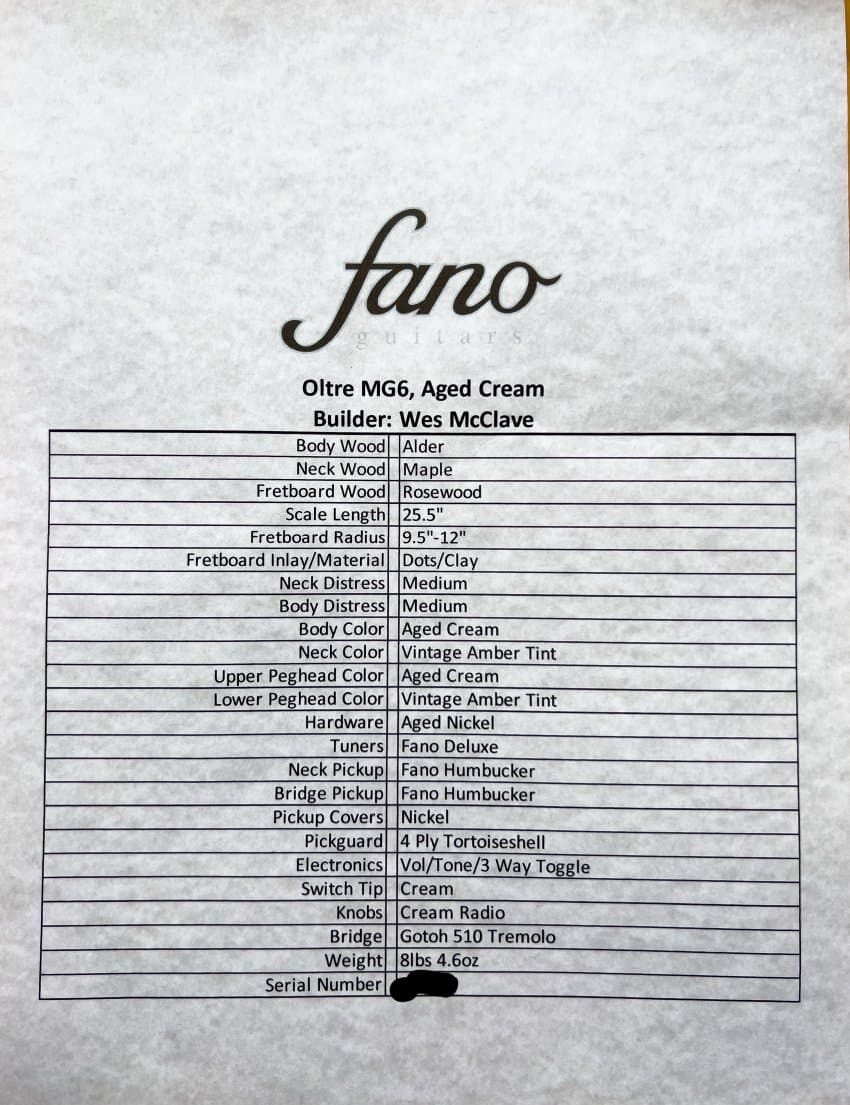 fano
guitars
Oltre MG6, Aged Cream
Builder: Wes McClave
Body Wood Alder
Neck Wood Maple
Fretboard Wood Rosewood
Scale Length 25.5"
Fretboard Radius 9.5"-12"
Fretboard Inlay/Material Dots/Clay
Neck Distress Medium
Body Distress Medium
Body Color Aged Cream
Neck Color Vintage Amber Tint
Upper Peghead Color Aged Cream
Lower Peghead Color Vintage Amber Tint
Hardware Aged Nickel
Tuners Fano Deluxe
Neck Pickup Fano Humbucker
Bridge Pickup Fano Humbucker
Pickup Covers Nickel
Pickguard 4 Ply Tortoiseshell
Electronics Vol/Tone/3 Way Toggle
Switch Tip Cream
Knobs Cream Radio
Bridge Gotoh 510 Tremolo
Weight 8lbs 4.6oz
Serial Number